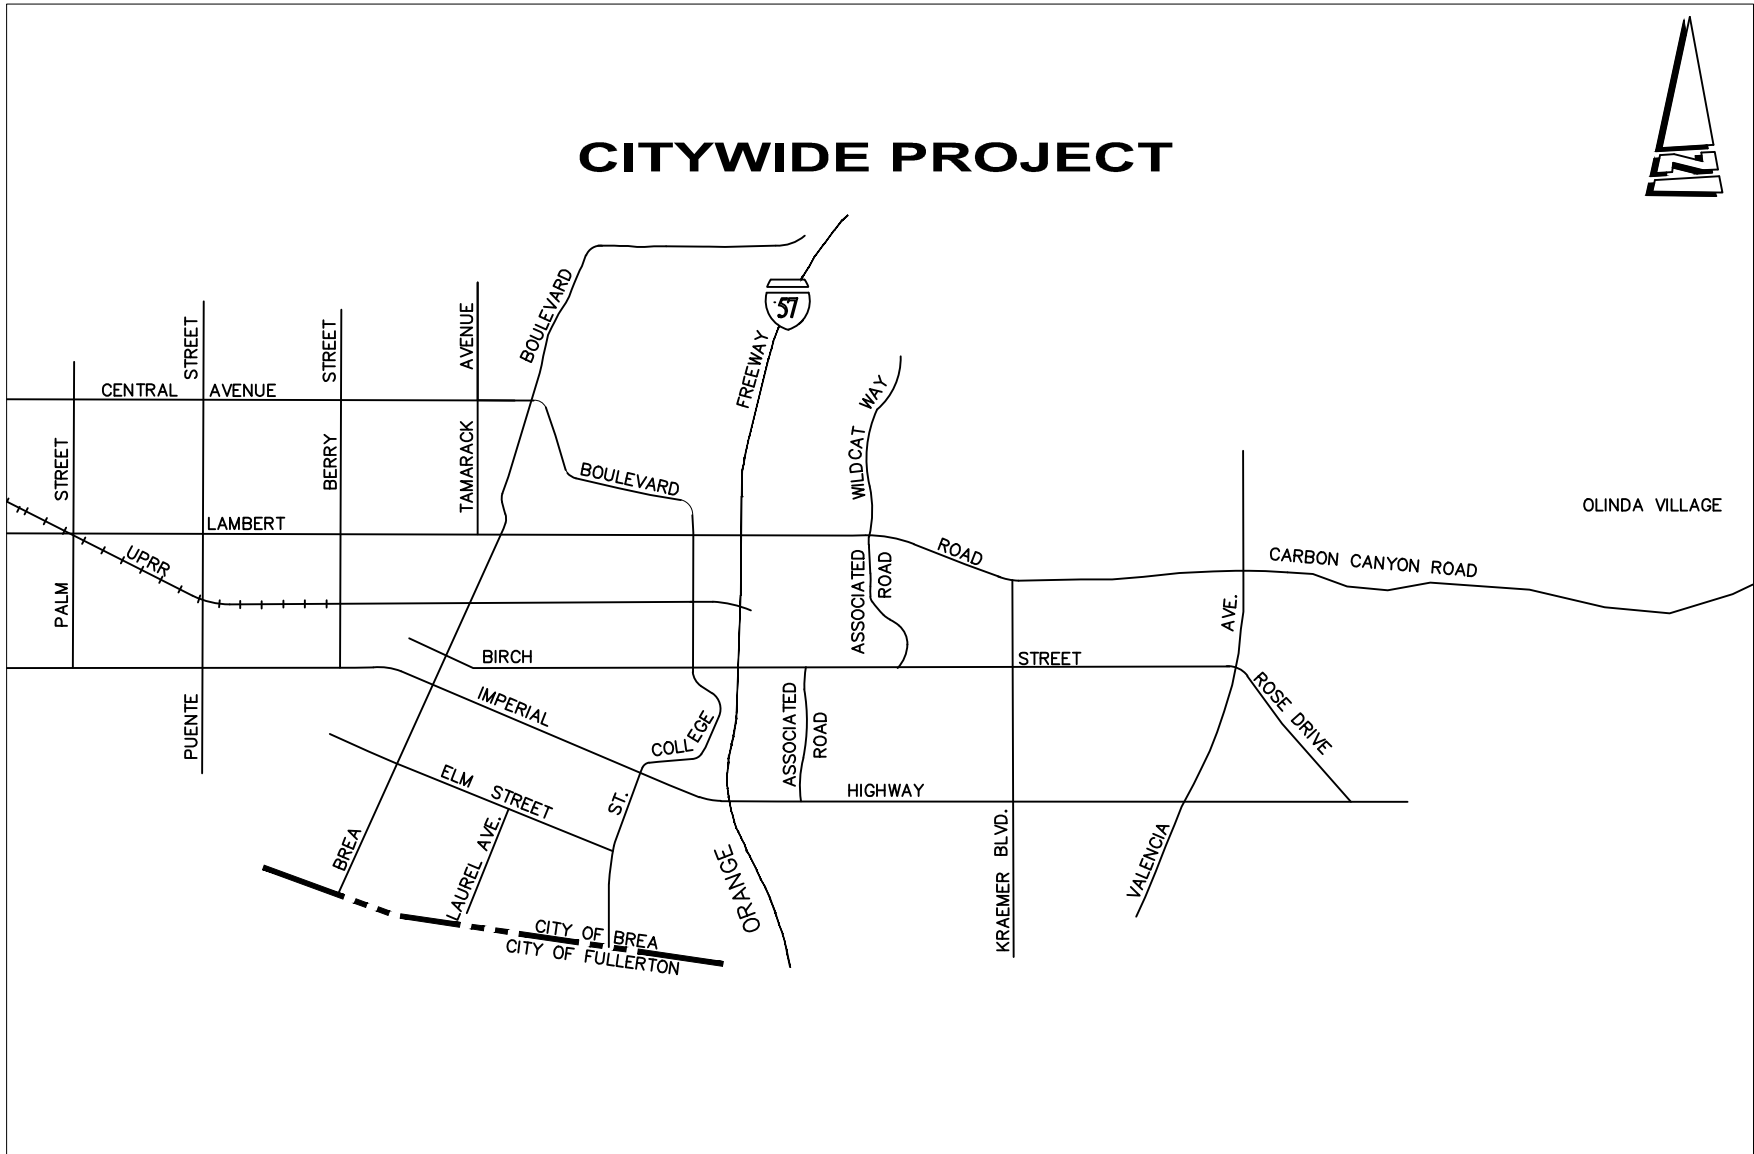 CITYWIDE PROJECT
N
57
BOULEVARD
FREEWAY
STREET
STREET
AVENUE
CENTRAL AVENUE
WAY
WILDCAT
STREET
BERRY
TAMARACK
BOULEVARD
OLINDA VILLAGE
LAMBERT
ROAD
CARBON CANYON ROAD
UPRR
ASSOCIATED
ROAD
PALM
AVE.
BIRCH
STREET
PUENTE
IMPERIAL
COLLEGE
ASSOCIATED
ROAD
ROSE DRIVE
ELM STREET
ST.
HIGHWAY
BREA
LAUREL AVE.
ORANGE
KRAEMER BLVD.
VALENCIA
CITY OF BREA
CITY OF FULLERTON